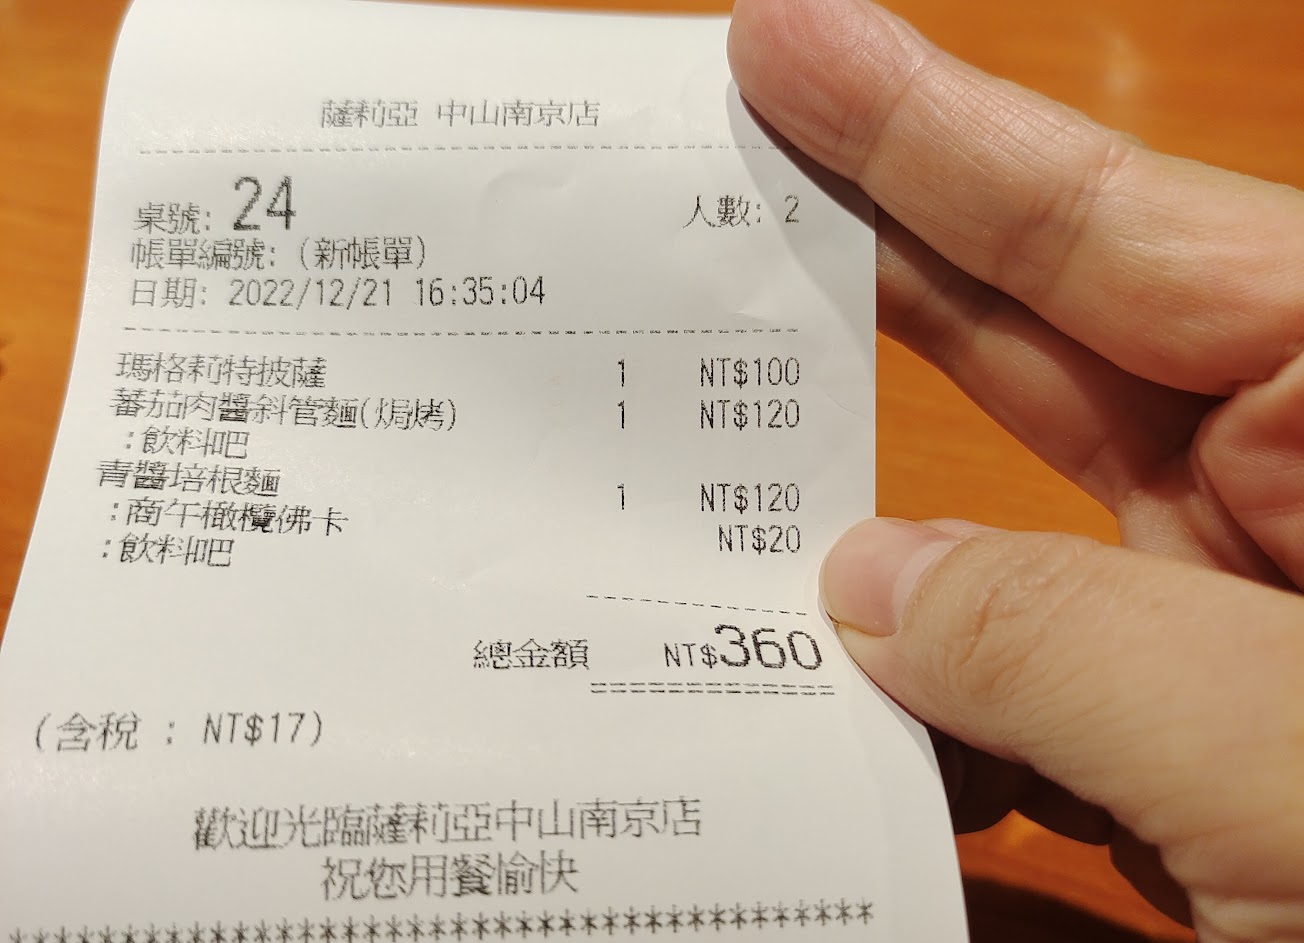 薩莉亞 中山南京店
桌號: 24 人數: 2
帳單編號: (新帳單)
日期: 2022/12/21 16:35:04
瑪格莉特披薩 1 NT$100
蕃茄肉醬斜管麵(焗烤) 1 NT$120
:飲料吧
青醬培根麵 1 NT$120
:商午橄欖佛卡 NT$20
:飲料吧
總金額 NT$360
(含稅 : NT$17)
歡迎光臨薩莉亞中山南京店
祝您用餐愉快
****************************************